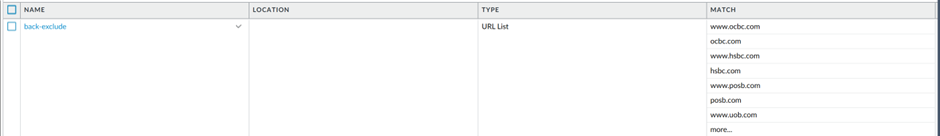 NAME LOCATION TYPE MATCH
back-exclude URL List www.ocbc.com
ocbc.com
www.hsbc.com
hsbc.com
www.posb.com
posb.com
www.uob.com
more...